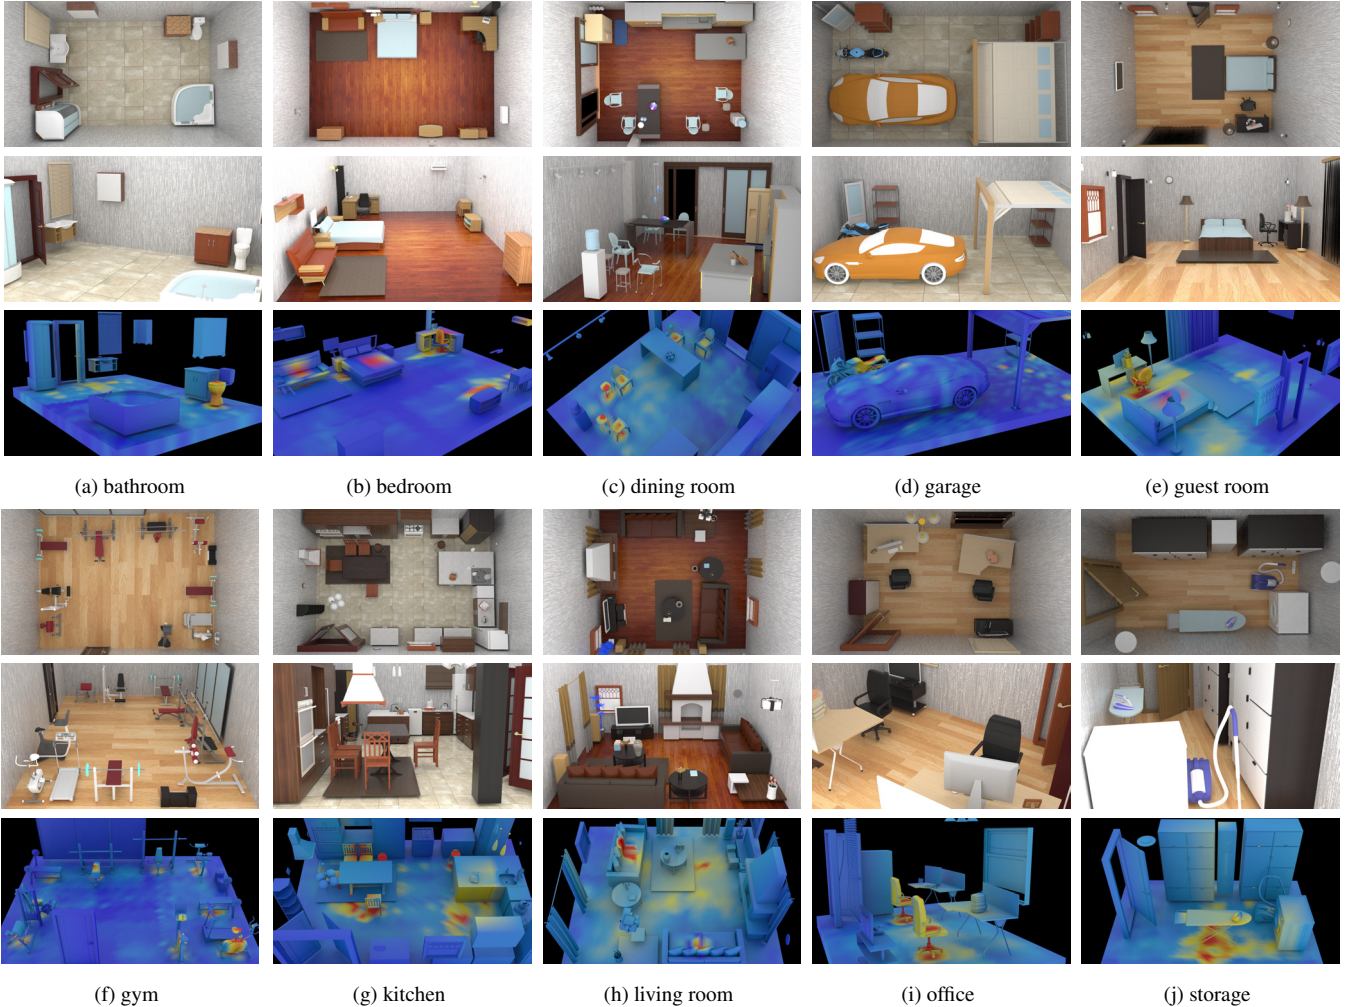 (a) bathroom
(b) bedroom
(c) dining room
(d) garage
(e) guest room
(f) gym
(g) kitchen
(h) living room
(i) office
(j) storage